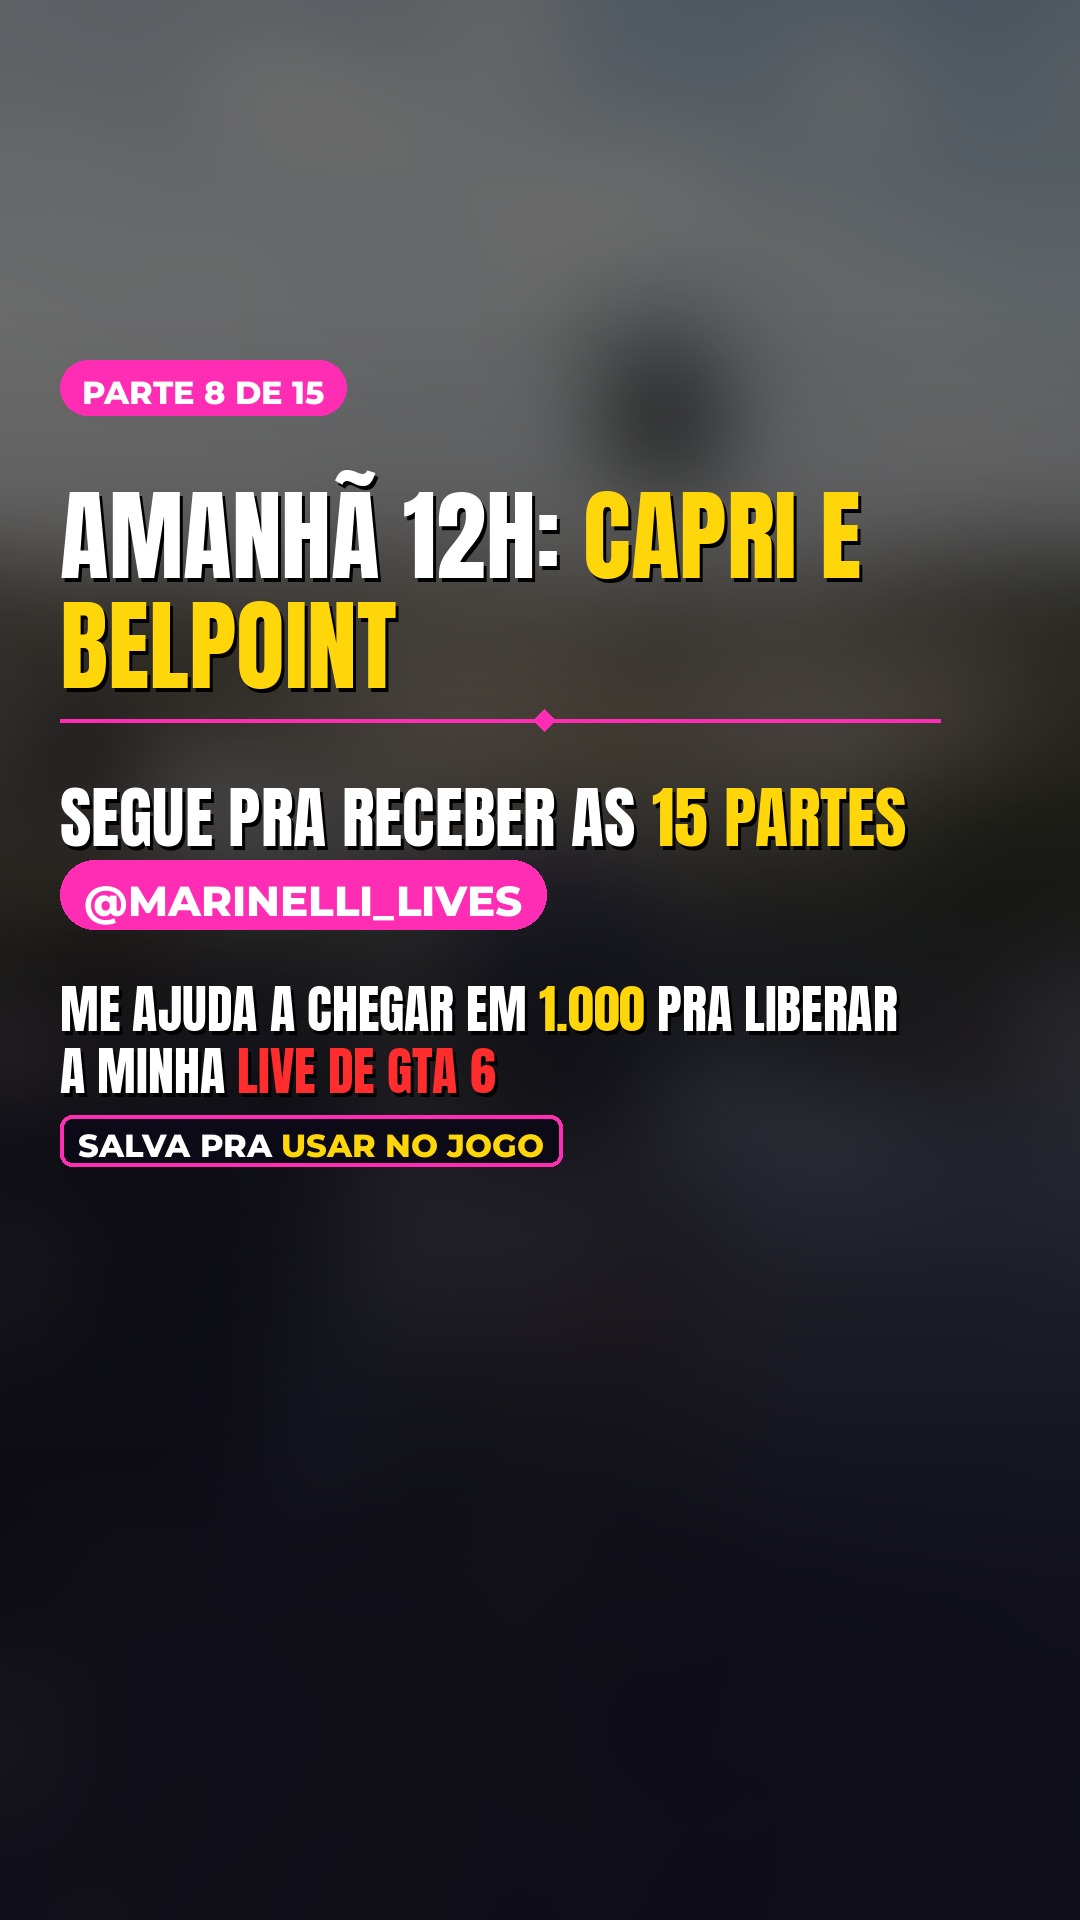 PARTE 8 DE 15
AMANHÃ 12H: CAPRI E
BELPOINT
SEGUE PRA RECEBER AS 15 PARTES
@MARINELLI_LIVES
ME AJUDA A CHEGAR EM 1.000 PRA LIBERAR
A MINHA LIVE DE GTA 6
SALVA PRA USAR NO JOGO